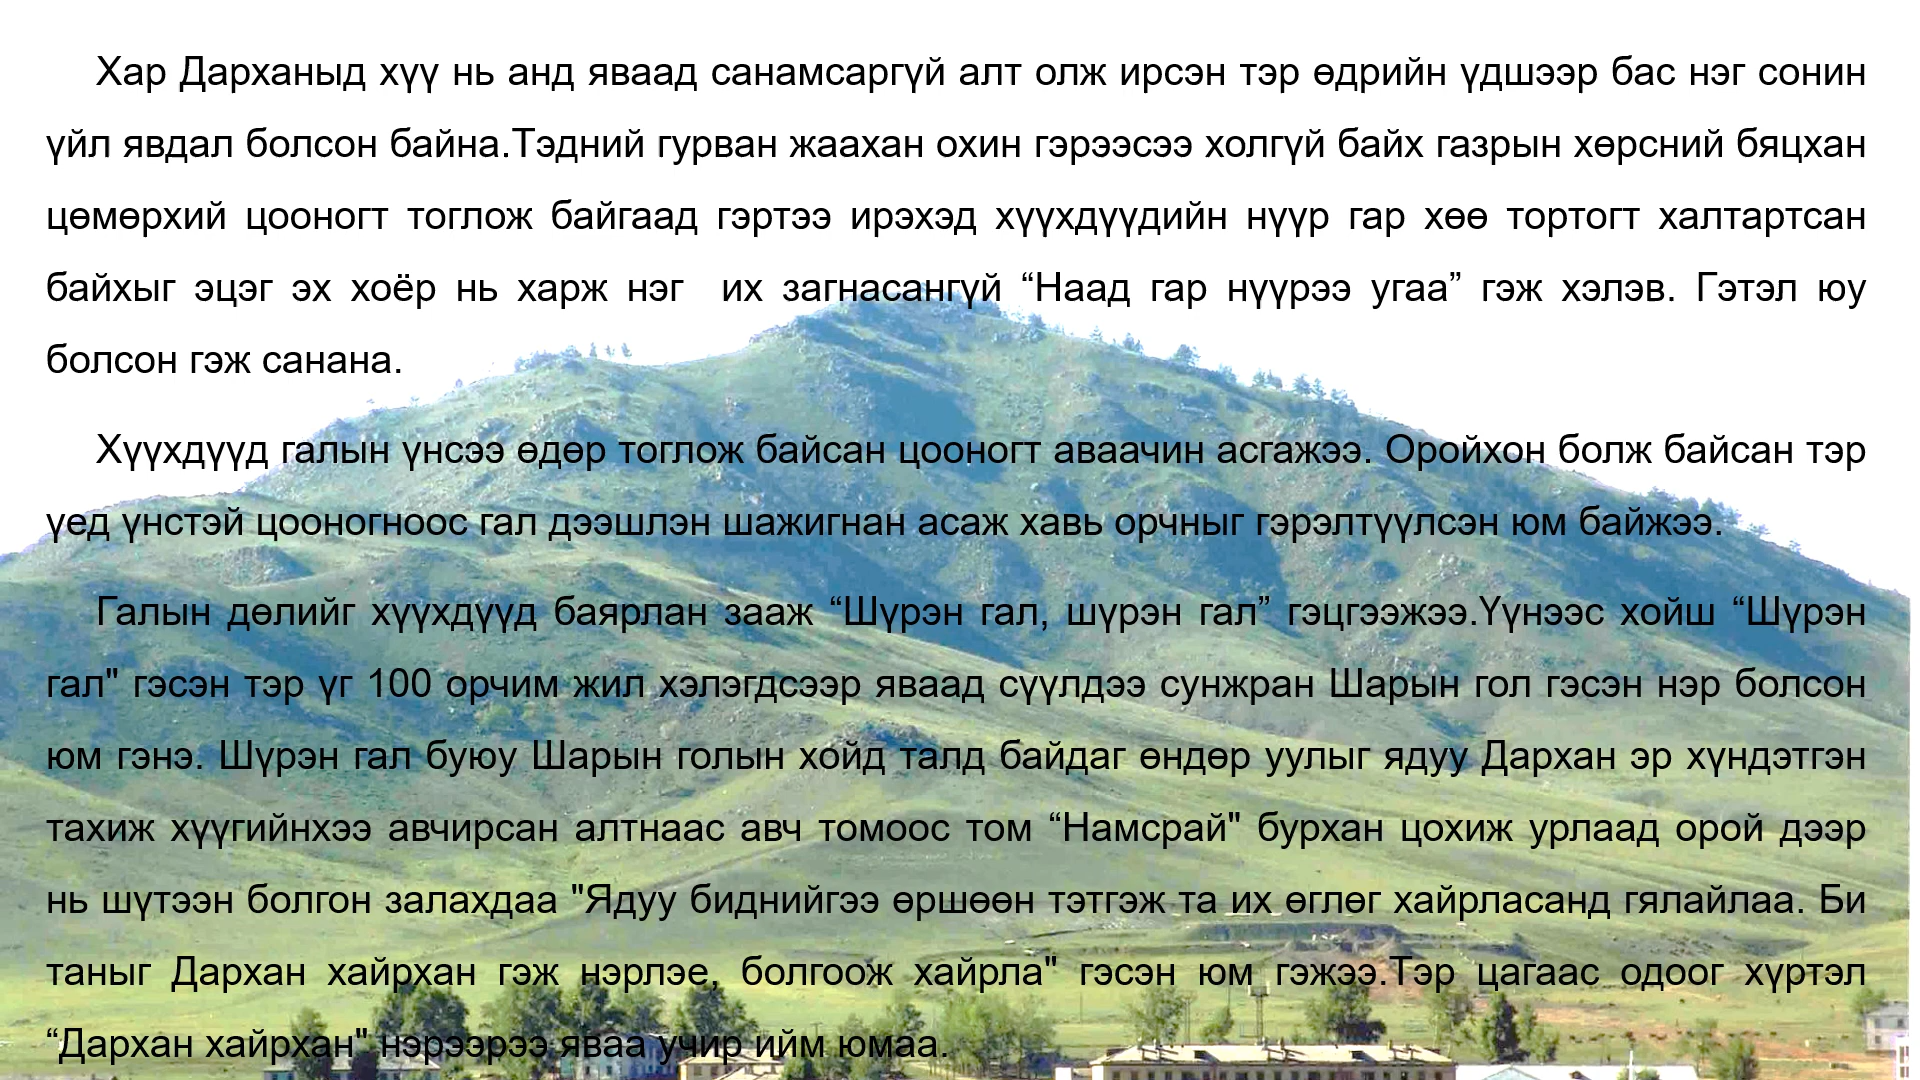 Хар Дарханыд хүү нь анд яваад санамсаргүй алт олж ирсэн тэр өдрийн үдшээр бас нэг сонин
үйл явдал болсон байна.Тэдний гурван жаахан охин гэрээсээ холгүй байх газрын хөрсний бяцхан
цөмөрхий цооногт тоглож байгаад гэртээ ирэхэд хүүхдүүдийн нүүр гар хөө тортогт халтартсан
байхыг эцэг эх хоёр нь харж нэг их загнасангүй “Наад гар нүүрээ угаа” гэж хэлэв. Гэтэл юу
болсон гэж санана.
Хүүхдүүд галын үнсээ өдөр тоглож байсан цооногт аваачин асгажээ. Оройхон болж байсан тэр
үед үнстэй цооногноос гал дээшлэн шажигнан асаж хавь орчныг гэрэлтүүлсэн юм байжээ.
Галын дөлийг хүүхдүүд баярлан зааж “Шүрэн гал, шүрэн гал” гэцгээжээ.Үүнээс хойш “Шүрэн
гал" гэсэн тэр үг 100 орчим жил хэлэгдсээр яваад сүүлдээ сунжран Шарын гол гэсэн нэр болсон
юм гэнэ. Шүрэн гал буюу Шарын голын хойд талд байдаг өндөр уулыг ядуу Дархан эр хүндэтгэн
тахиж хүүгийнхээ авчирсан алтнаас авч томоос том “Намсрай" бурхан цохиж урлаад орой дээр
нь шүтээн болгон залахдаа "Ядуу биднийгээ өршөөн тэтгэж та их өглөг хайрласанд гялайлаа. Би
таныг Дархан хайрхан гэж нэрлэе, болгоож хайрла" гэсэн юм гэжээ.Тэр цагаас одоог хүртэл
“Дархан хайрхан" нэрээрээ яваа учир ийм юмаа.